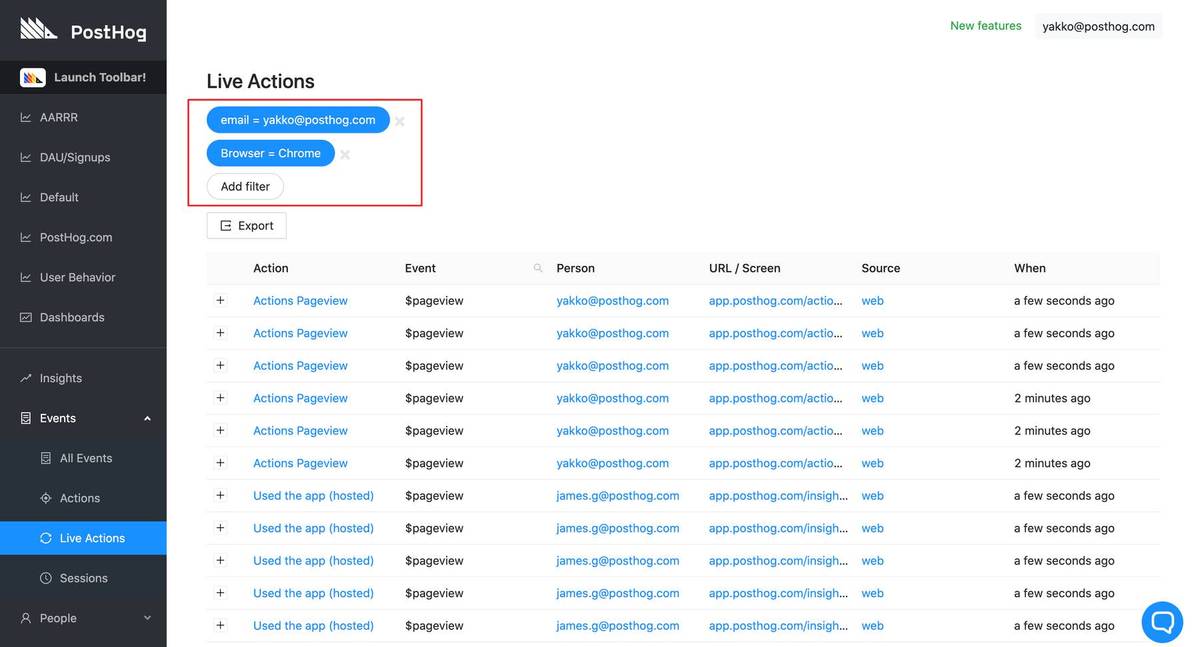 PostHog
New features
yakko@posthog.com
Launch Toolbar!
AARRR
DAU/Signups
Default
PostHog.com
User Behavior
Dashboards
Insights
Events
All Events
Actions
Live Actions
Sessions
People
Live Actions
email = yakko@posthog.com
Browser = Chrome
Add filter
Export
Action Event Person URL / Screen Source When
+ Actions Pageview $pageview yakko@posthog.com app.posthog.com/actio... web a few seconds ago
+ Actions Pageview $pageview yakko@posthog.com app.posthog.com/actio... web a few seconds ago
+ Actions Pageview $pageview yakko@posthog.com app.posthog.com/actio... web a few seconds ago
+ Actions Pageview $pageview yakko@posthog.com app.posthog.com/actio... web 2 minutes ago
+ Actions Pageview $pageview yakko@posthog.com app.posthog.com/actio... web 2 minutes ago
+ Actions Pageview $pageview yakko@posthog.com app.posthog.com/actio... web 2 minutes ago
+ Used the app (hosted) $pageview james.g@posthog.com app.posthog.com/insigh... web a few seconds ago
+ Used the app (hosted) $pageview james.g@posthog.com app.posthog.com/insigh... web a few seconds ago
+ Used the app (hosted) $pageview james.g@posthog.com app.posthog.com/insigh... web a few seconds ago
+ Used the app (hosted) $pageview james.g@posthog.com app.posthog.com/insigh... web a few seconds ago
+ Used the app (hosted) $pageview james.g@posthog.com app.posthog.com/insigh... web a few seconds ago